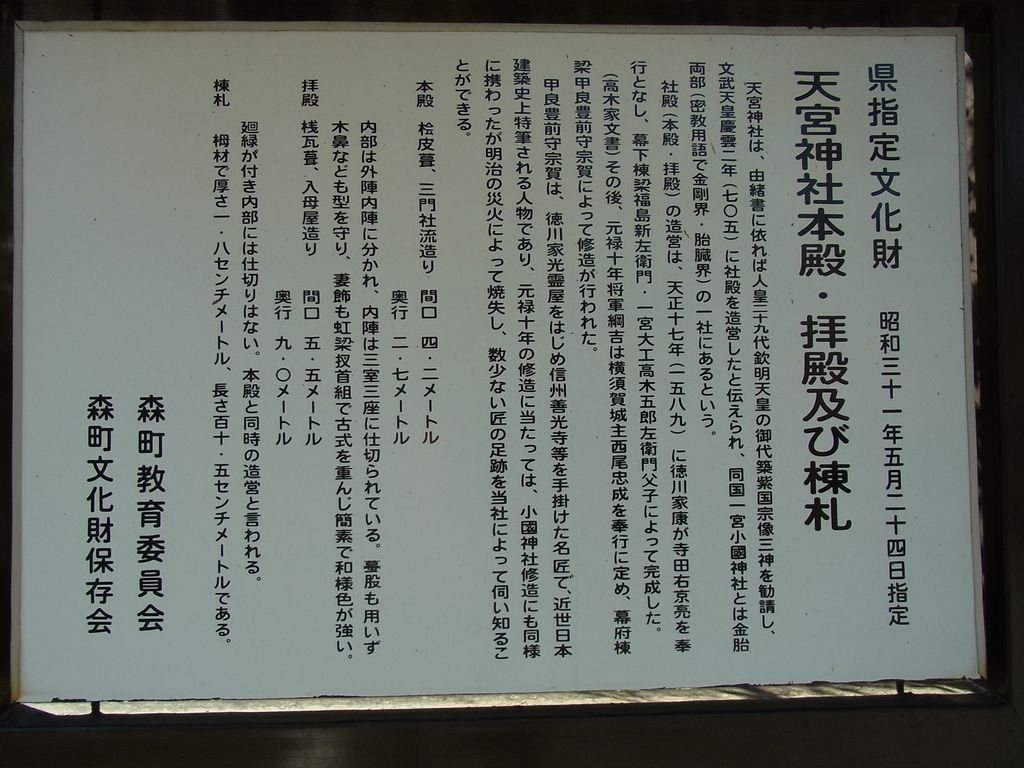 県指定文化財　昭和三十一年五月二十四日指定
天宮神社本殿・拝殿及び棟札
天宮神社は、由緒書に依れば人皇二十九代欽明天皇の御代築紫国宗像三神を勧請し、
文武天皇慶雲二年（七〇五）に社殿を造営したと伝えられ、同国一宮小國神社とは金胎
両部（密教用語で金剛界・胎臓界）の一社にあるという。
社殿（本殿・拝殿）の造営は、天正十七年（一五八九）に徳川家康が寺田右京亮を奉
行となし、幕下棟梁福島新左衛門・一宮大工高木五郎左衛門父子によって完成した。
（高木家文書）その後、元禄十年将軍綱吉は横須賀城主西尾忠成を奉行に定め、幕府棟
梁甲良豊前守宗賀によって修造が行われた。
甲良豊前守宗賀は、徳川家光霊屋をはじめ信州善光寺等を手掛けた名匠で、近世日本
建築史上特筆される人物であり、元禄十年の修造に当たっては、小國神社修造にも同様
に携わったが明治の災火によって焼失し、数少ない匠の足跡を当社によって伺い知るこ
とができる。
本殿　桧皮葺、三門社流造り　間口　四・二メートル
奥行　二・七メートル
内部は外陣内陣に分かれ、内陣は三室三座に仕切られている。蟇股も用いず
木鼻なども型を守り、妻飾も虹梁扠首組で古式を重んじ簡素で和様色が強い。
拝殿　桟瓦葺、入母屋造り　間口　五・五メートル
奥行　九・〇メートル
廻縁が付き内部には仕切りはない。本殿と同時の造営と言われる。
棟札　栂材で厚さ一・八センチメートル、長さ百十・五センチメートルである。
森町教育委員会
森町文化財保存会